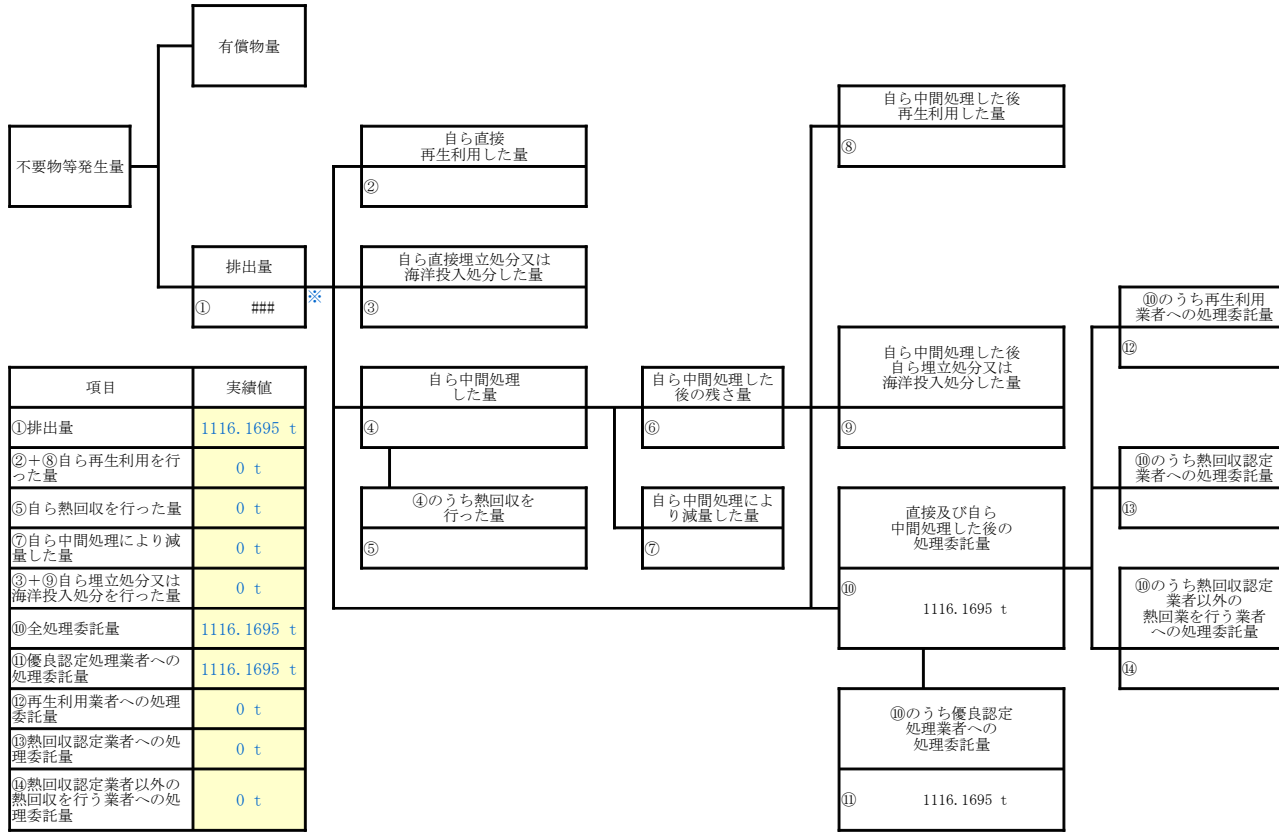 有償物量
不要物等発生量
排出量
① ###
※
自ら直接
再生利用した量
②
自ら直接埋立処分又は
海洋投入処分した量
③
自ら中間処理
した量
④
④のうち熱回収を
行った量
⑤
自ら中間処理した
後の残さ量
⑥
自ら中間処理によ
り減量した量
⑦
自ら中間処理した後
再生利用した量
⑧
自ら中間処理した後
自ら埋立処分又は
海洋投入処分した量
⑨
直接及び自ら
中間処理した後の
処理委託量
⑩
1116.1695 t
⑩のうち優良認定
処理業者への
処理委託量
⑪ 1116.1695 t
⑩のうち再生利用
業者への処理委託量
⑫
⑩のうち熱回収認定
業者への処理委託量
⑬
⑩のうち熱回収認定
業者以外の
熱回業を行う業者
への処理委託量
⑭
項目 実績値
①排出量 1116.1695 t
②＋⑧自ら再生利用を行
った量 0 t
⑤自ら熱回収を行った量 0 t
⑦自ら中間処理により減
量した量 0 t
③＋⑨自ら埋立処分又は
海洋投入処分を行った量 0 t
⑩全処理委託量 1116.1695 t
⑪優良認定処理業者への
処理委託量 1116.1695 t
⑫再生利用業者への処理
委託量 0 t
⑬熱回収認定業者への処
理委託量 0 t
⑭熱回収認定業者以外の
熱回収を行う業者への処
理委託量 0 t